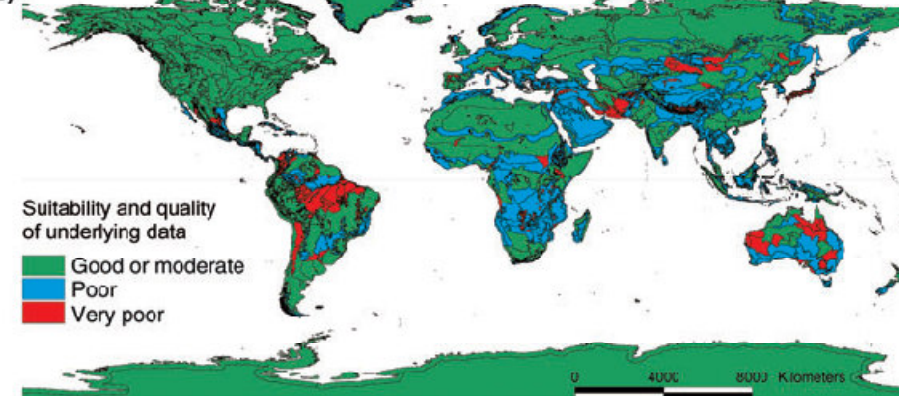 Suitability and quality
of underlying data
Good or moderate
Poor
Very poor
0 4000 8000 Kilometers